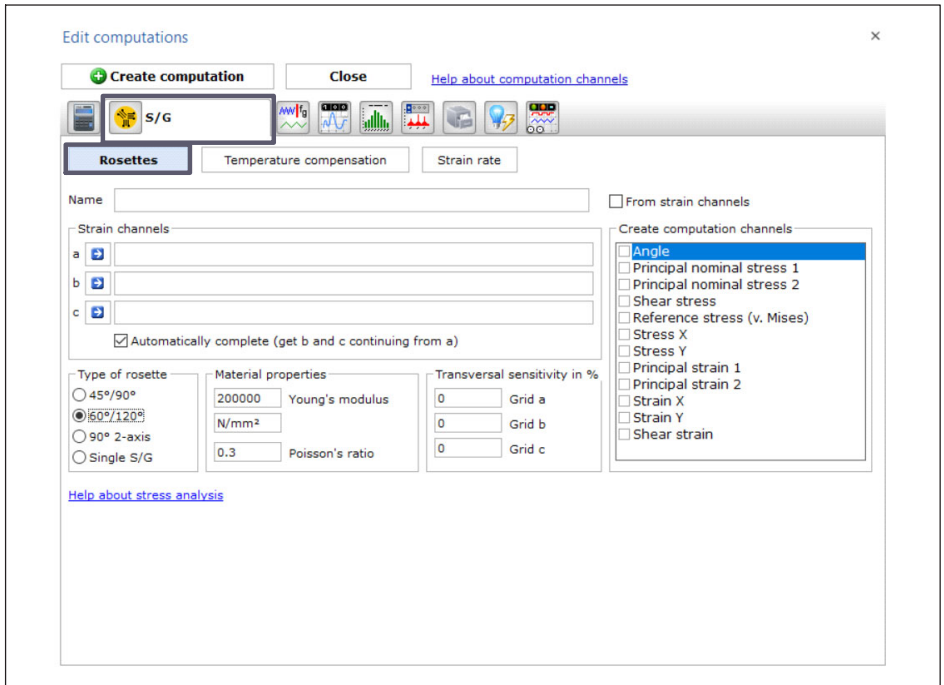 Edit computations
Create computation
Close
Help about computation channels
S/G
Rosettes
Temperature compensation
Strain rate
Name
From strain channels
Strain channels
a
b
c
Automatically complete (get b and c continuing from a)
Create computation channels
Angle
Principal nominal stress 1
Principal nominal stress 2
Shear stress
Reference stress (v. Mises)
Stress X
Stress Y
Principal strain 1
Principal strain 2
Strain X
Strain Y
Shear strain
Type of rosette
45°/90°
60°/120°
90° 2-axis
Single S/G
Material properties
200000 Young's modulus
N/mm²
0.3 Poisson's ratio
Transversal sensitivity in %
0 Grid a
0 Grid b
0 Grid c
Help about stress analysis